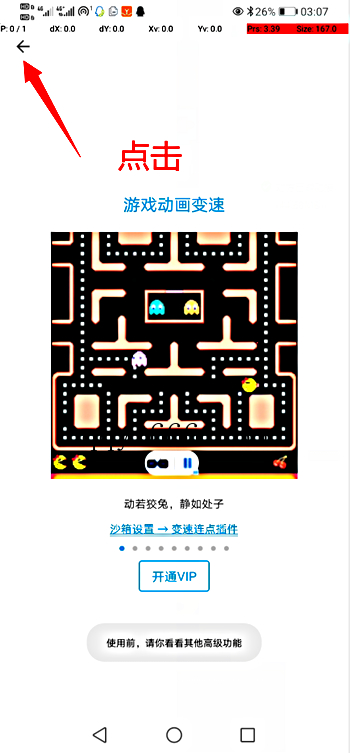 26% 03:07
P: 0 / 1 dX: 0.0 dY: 0.0 Xv: 0.0 Yv: 0.0 Prs: 3.39 Size: 167.0
点击
游戏动画变速
动若狡兔，静如处子
沙箱设置 → 变速连点插件
开通VIP
使用前，请你看看其他高级功能